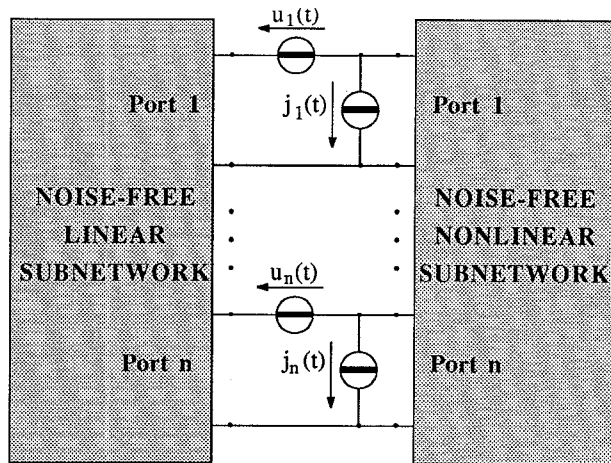 u1(t)
Port 1
j1(t)
Port 1
NOISE-FREE
LINEAR
SUBNETWORK
NOISE-FREE
NONLINEAR
SUBNETWORK
un(t)
Port n
jn(t)
Port n